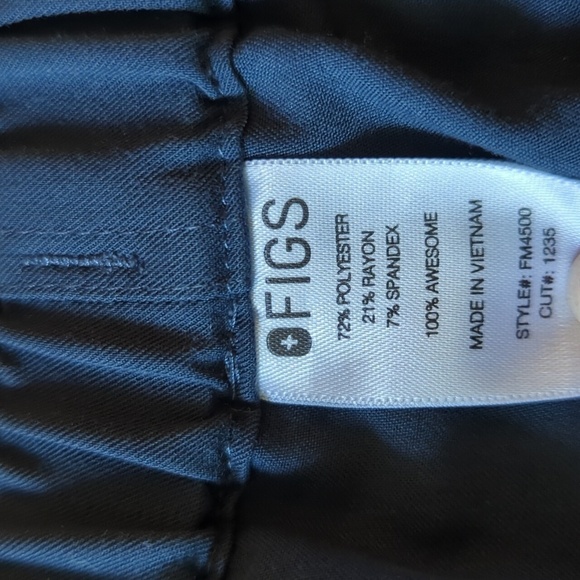 FIGS
72% POLYESTER
21% RAYON
7% SPANDEX
100% AWESOME
MADE IN VIETNAM
STYLE#: FM4500
CUT#: 1235